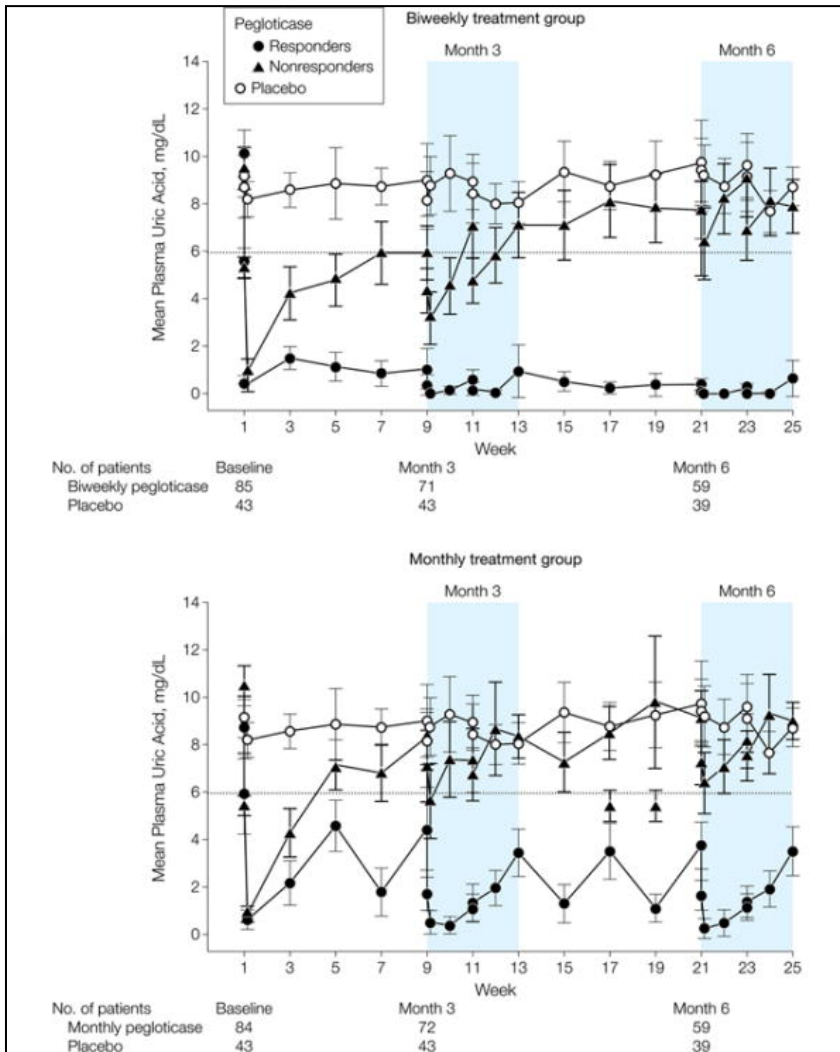 Biweekly treatment group
Pegloticase
Responders
Nonresponders
Placebo
Month 3 Month 6
14
12
10
8
6
4
2
0
Mean Plasma Uric Acid, mg/dL
1 3 5 7 9 11 13 15 17 19 21 23 25
Week
No. of patients Baseline Month 3 Month 6
Biweekly pegloticase 85 71 59
Placebo 43 43 39
Monthly treatment group
Month 3 Month 6
14
12
10
8
6
4
2
0
Mean Plasma Uric Acid, mg/dL
1 3 5 7 9 11 13 15 17 19 21 23 25
Week
No. of patients Baseline Month 3 Month 6
Monthly pegloticase 84 72 59
Placebo 43 43 39